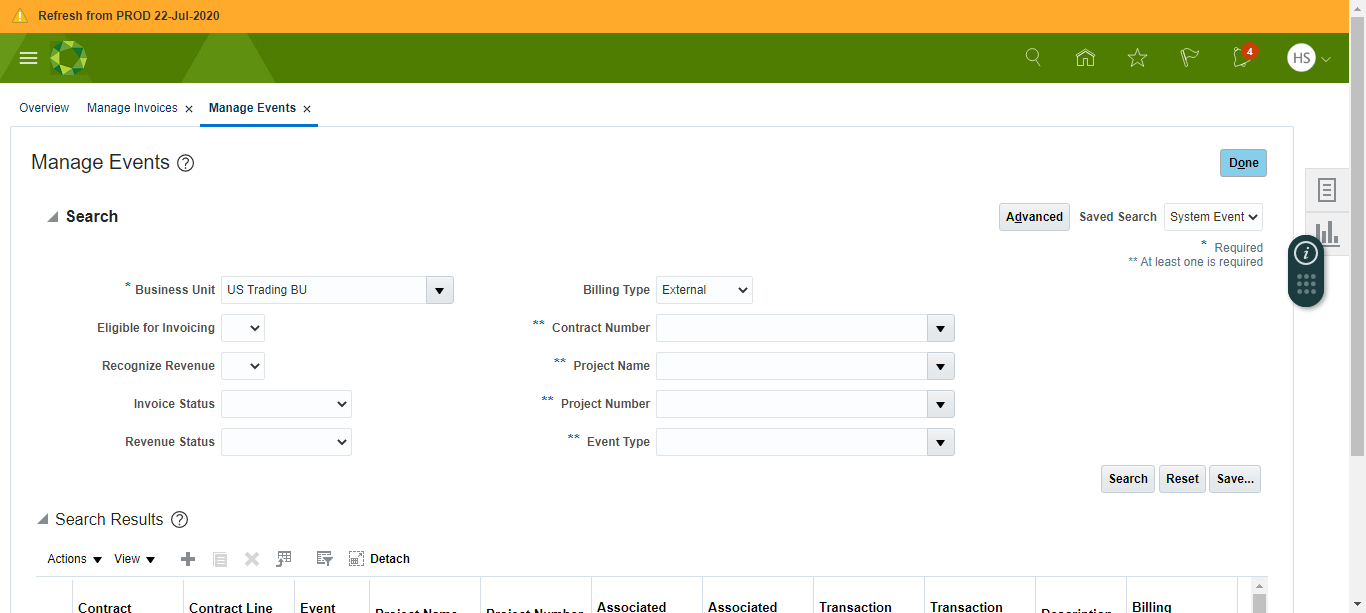 Refresh from PROD 22-Jul-2020
4
HS
Overview Manage Invoices Manage Events
Manage Events
Done
Search
Advanced Saved Search System Event
* Required
** At least one is required
* Business Unit US Trading BU
Billing Type External
Eligible for Invoicing
** Contract Number
Recognize Revenue
** Project Name
Invoice Status
** Project Number
Revenue Status
** Event Type
Search Reset Save...
Search Results
Actions View Detach
Contract Contract Line Event Project Name Project Number Associated Associated Transaction Transaction Description Billing